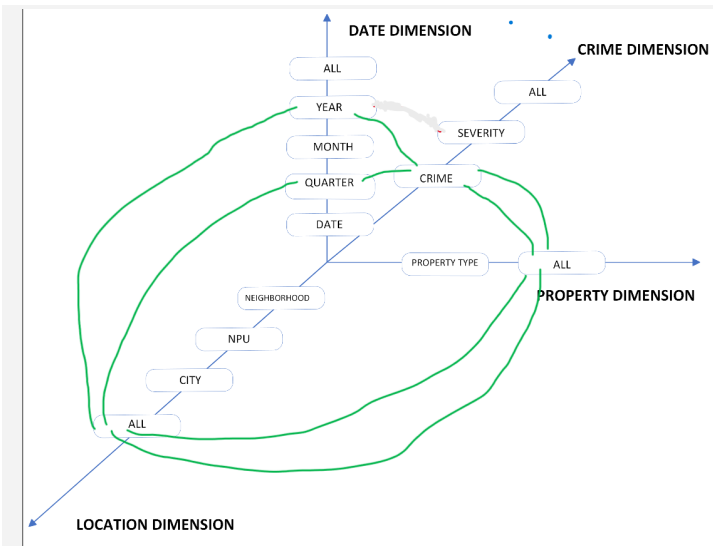 DATE DIMENSION
CRIME DIMENSION
ALL
ALL
YEAR
SEVERITY
MONTH
QUARTER
CRIME
DATE
PROPERTY TYPE
ALL
PROPERTY DIMENSION
NEIGHBORHOOD
NPU
CITY
ALL
LOCATION DIMENSION